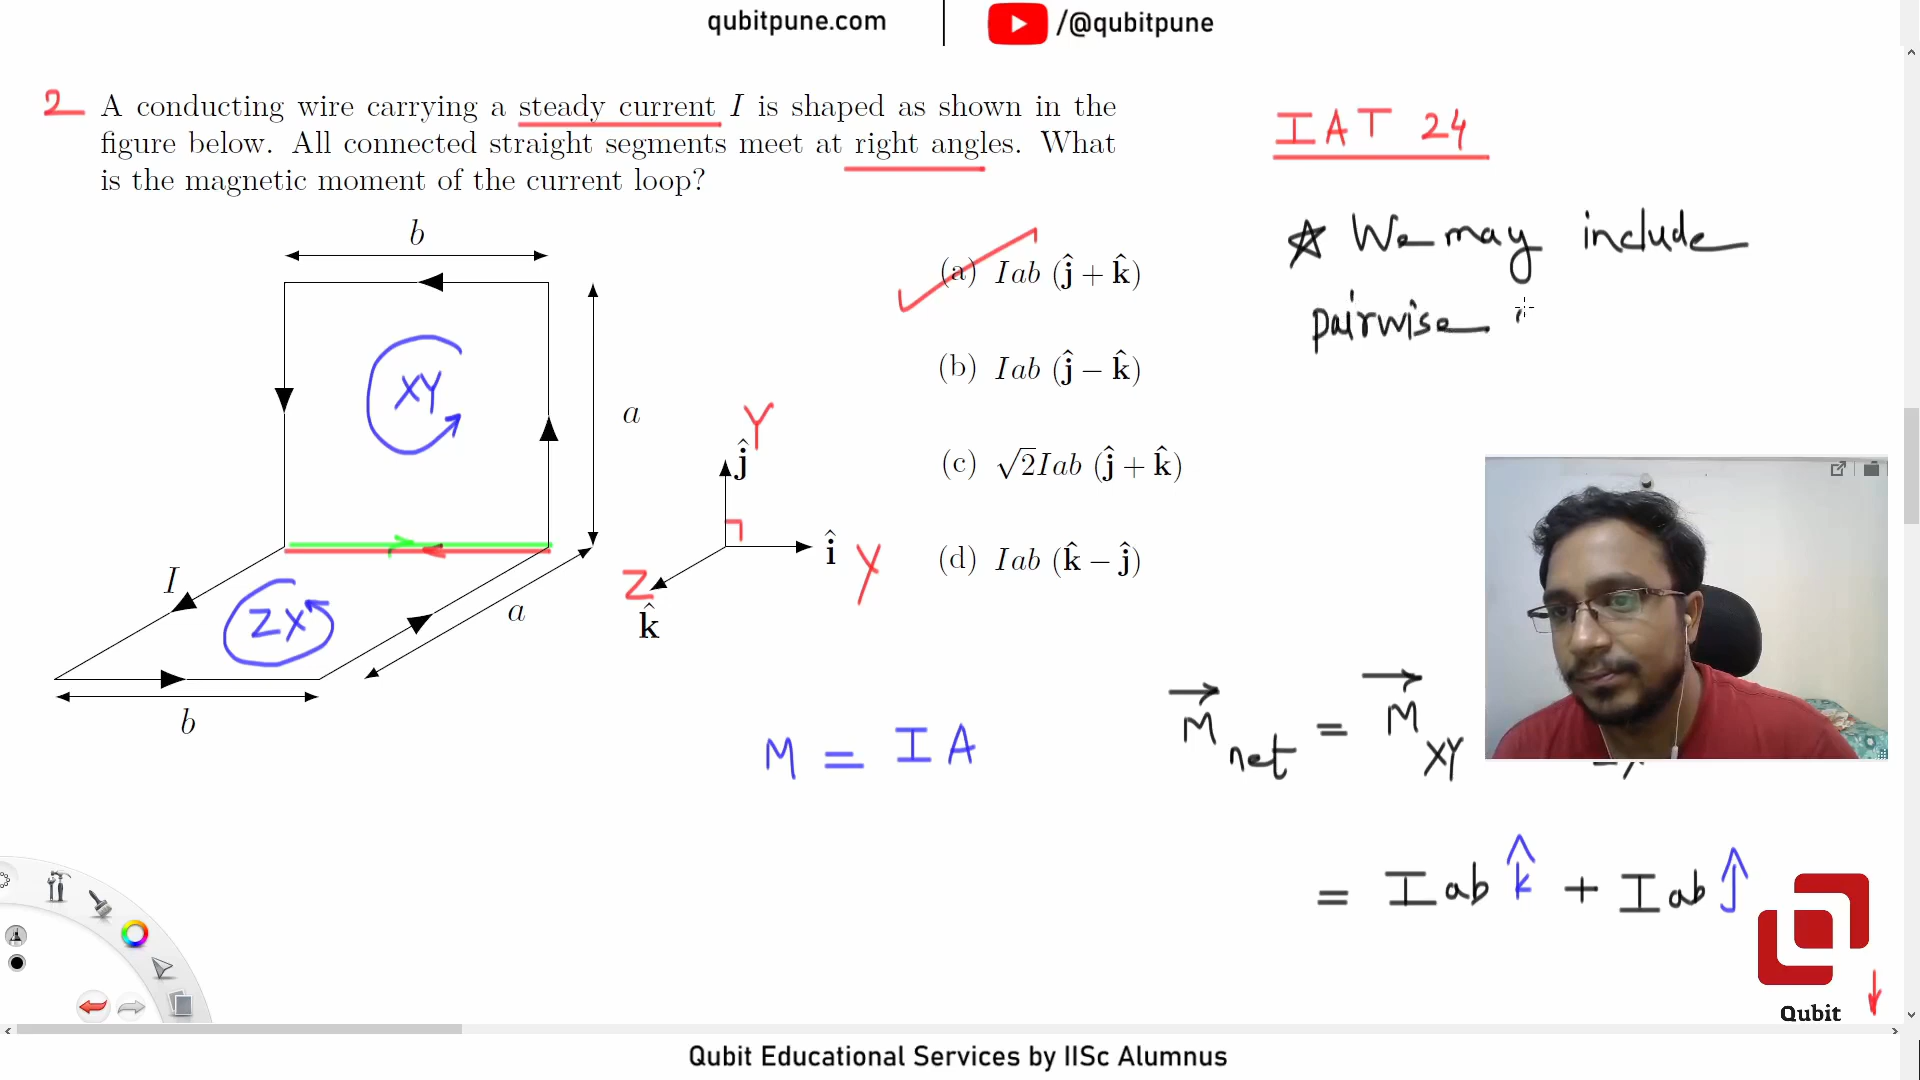 qubitpune.com | /@qubitpune
2 A conducting wire carrying a steady current I is shaped as shown in the
figure below. All connected straight segments meet at right angles. What
is the magnetic moment of the current loop?
IAT 24
☆ We may include
pairwise
b
a
XY
I
ZX
a
b
Y
ĵ
î
X
Z
k̂
(a) Iab (ĵ + k̂)
(b) Iab (ĵ − k̂)
(c) √2Iab (ĵ + k̂)
(d) Iab (k̂ − ĵ)
M = IA
M⃗ net = M⃗ XY
= Iab k̂ + Iab ĵ
Qubit
Qubit Educational Services by IISc Alumnus